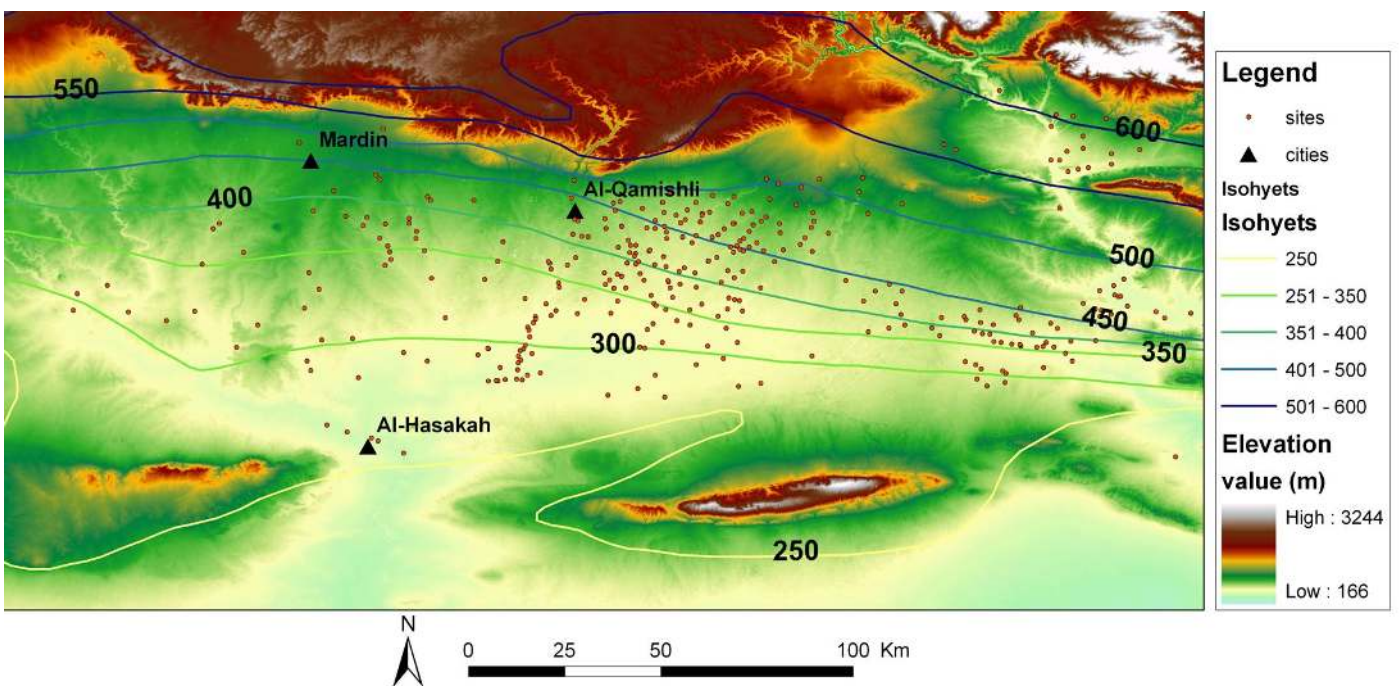 550
Mardin
400
Al-Qamishli
600
500
450
350
300
Al-Hasakah
250
N
0 25 50 100 Km
Legend
sites
cities
Isohyets
Isohyets
250
251 - 350
351 - 400
401 - 500
501 - 600
Elevation
value (m)
High : 3244
Low : 166